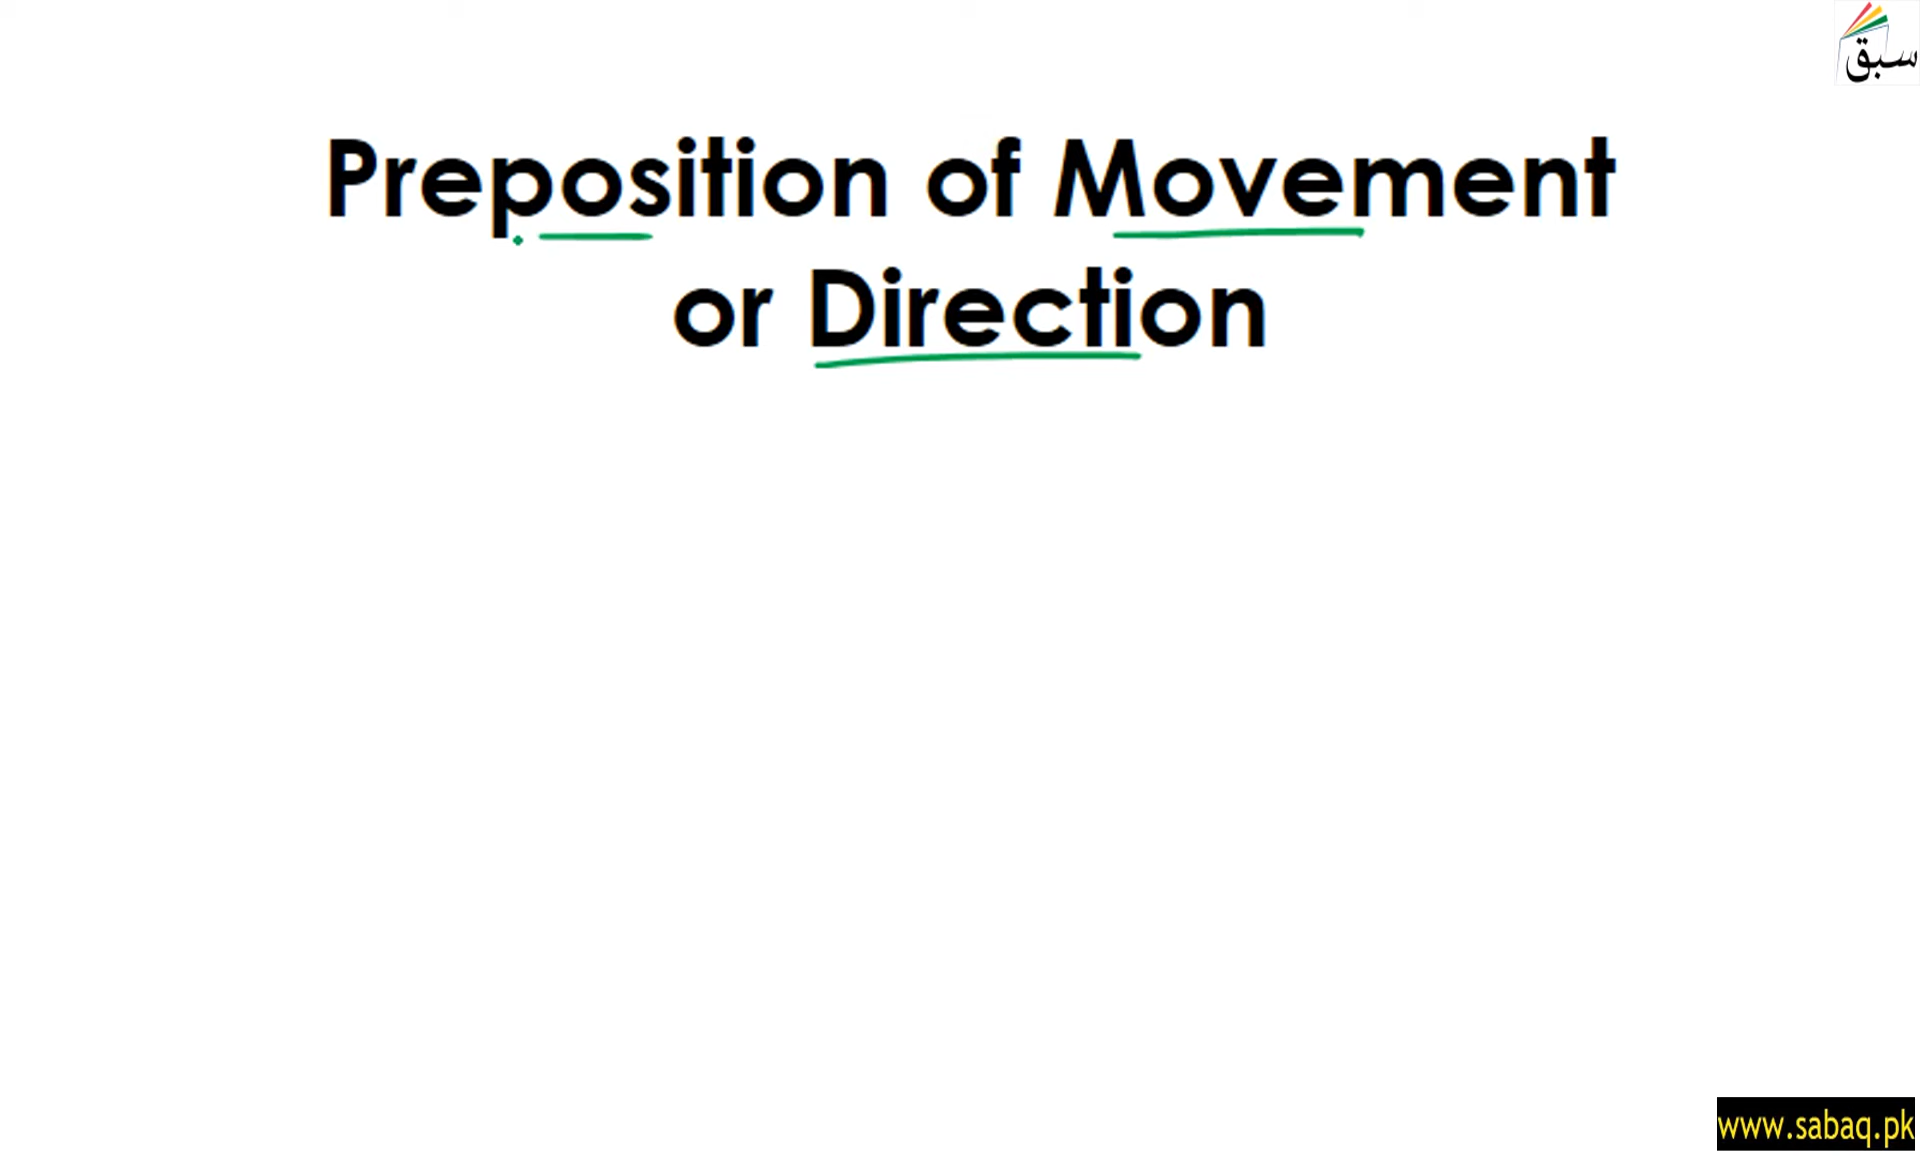 سبق
Preposition of Movement
or Direction
www.sabaq.pk